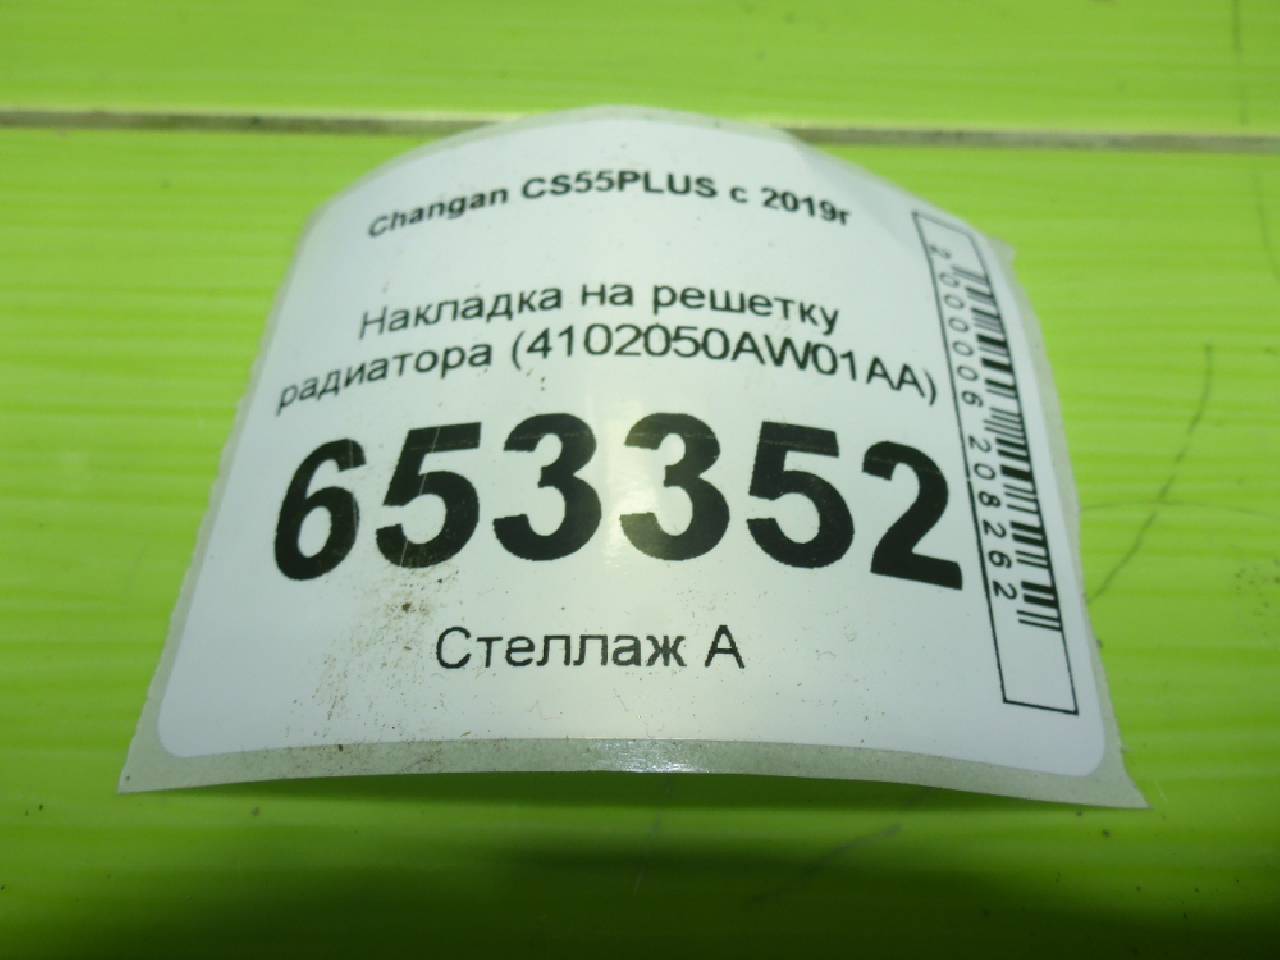 Changan CS55PLUS с 2019г
Накладка на решетку
радиатора (4102050AW01AA)
653352
Стеллаж А
2000006208262